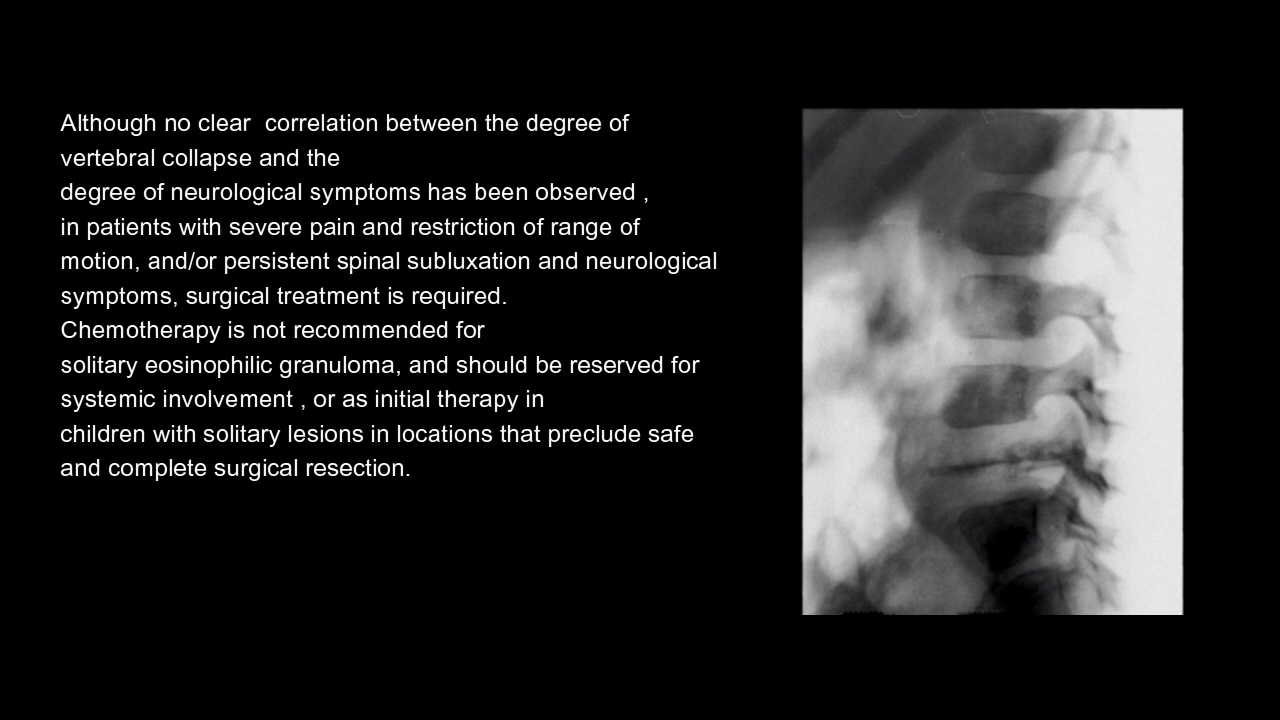 Although no clear  correlation between the degree of
vertebral collapse and the
degree of neurological symptoms has been observed ,
in patients with severe pain and restriction of range of
motion, and/or persistent spinal subluxation and neurological
symptoms, surgical treatment is required.
Chemotherapy is not recommended for
solitary eosinophilic granuloma, and should be reserved for
systemic involvement , or as initial therapy in
children with solitary lesions in locations that preclude safe
and complete surgical resection.